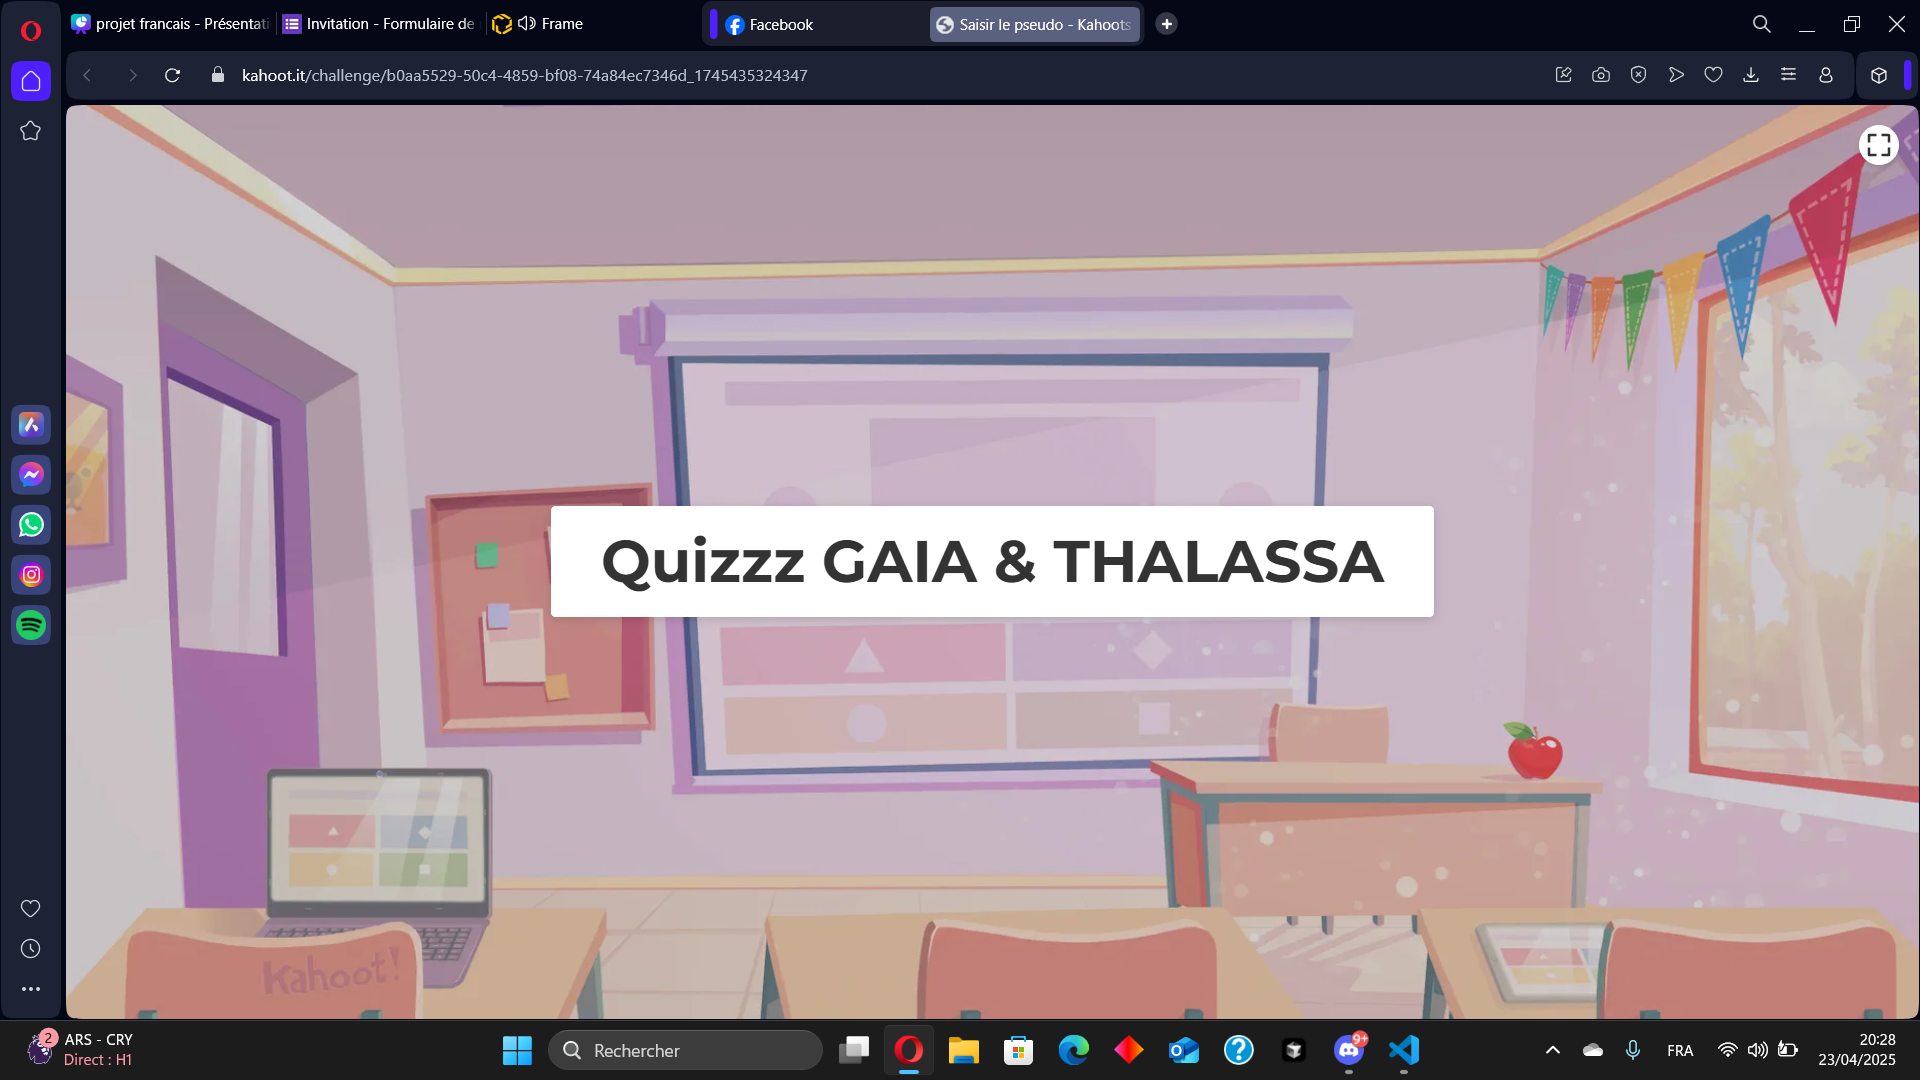 projet francais - Présentati
Invitation - Formulaire de
Frame
Facebook
Saisir le pseudo - Kahoots
kahoot.it/challenge/b0aa5529-50c4-4859-bf08-74a84ec7346d_1745435324347
Quizzz GAIA & THALASSA
Kahoot!
2
ARS - CRY
Direct : H1
Rechercher
9+
FRA
20:28
23/04/2025